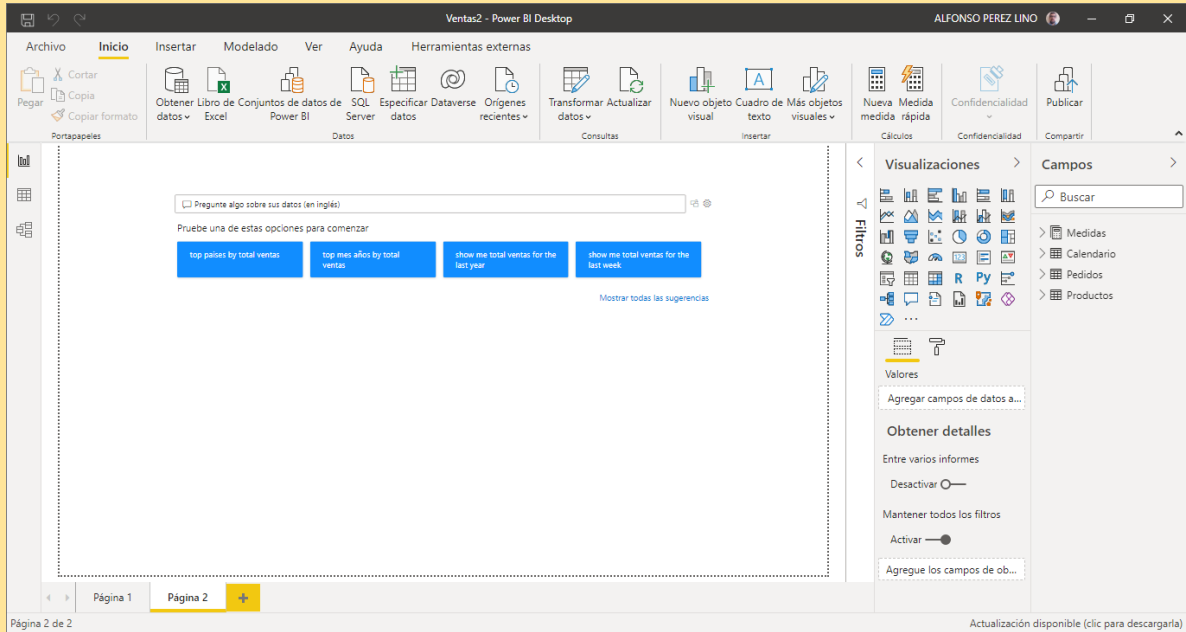 Ventas2 - Power BI Desktop
ALFONSO PEREZ LINO
Archivo Inicio Insertar Modelado Ver Ayuda Herramientas externas
Pegar
Cortar
Copia
Copiar formato
Portapapeles
Obtener datos
Libro de Excel
Conjuntos de datos de Power BI
SQL Server
Especificar datos
Dataverse
Orígenes recientes
Datos
Transformar datos
Actualizar
Consultas
Nuevo objeto visual
Cuadro de texto
Más objetos visuales
Insertar
Nueva medida
Medida rápida
Cálculos
Confidencialidad
Confidencialidad
Publicar
Compartir
Pregunte algo sobre sus datos (en inglés)
Pruebe una de estas opciones para comenzar
top paises by total ventas
top mes años by total
ventas
show me total ventas for the
last year
show me total ventas for the
last week
Mostrar todas las sugerencias
Filtros
Visualizaciones
R Py
123
Valores
Agregar campos de datos a...
Obtener detalles
Entre varios informes
Desactivar
Mantener todos los filtros
Activar
Agregue los campos de ob...
Campos
Buscar
Medidas
Calendario
Pedidos
Productos
Página 1
Página 2
Página 2 de 2
Actualización disponible (clic para descargarla)